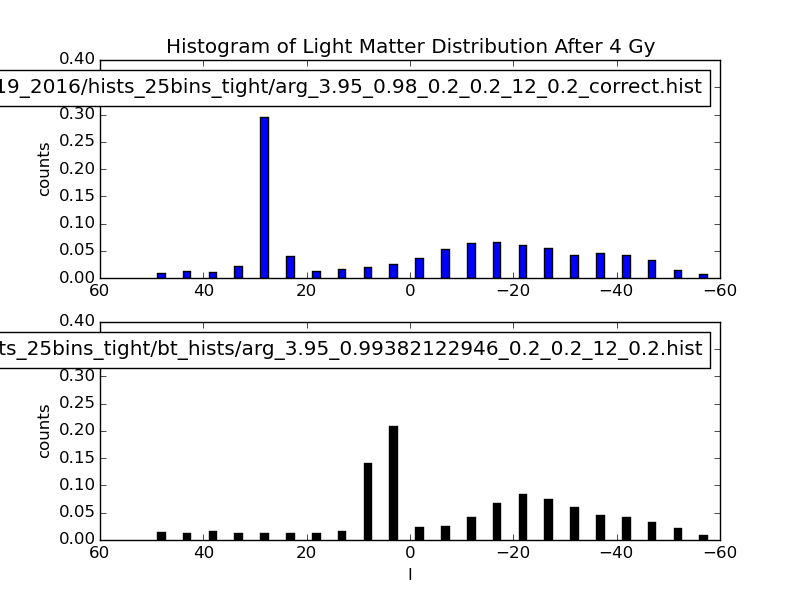 Histogram of Light Matter Distribution After 4 Gy
0.40
19_2016/hists_25bins_tight/arg_3.95_0.98_0.2_0.2_12_0.2_correct.hist
0.30
0.25
0.20
0.15
0.10
0.05
0.00
counts
60 40 20 0 −20 −40 −60
0.40
ts_25bins_tight/bt_hists/arg_3.95_0.99382122946_0.2_0.2_12_0.2.hist
0.30
0.25
0.20
0.15
0.10
0.05
0.00
counts
60 40 20 0 −20 −40 −60
l